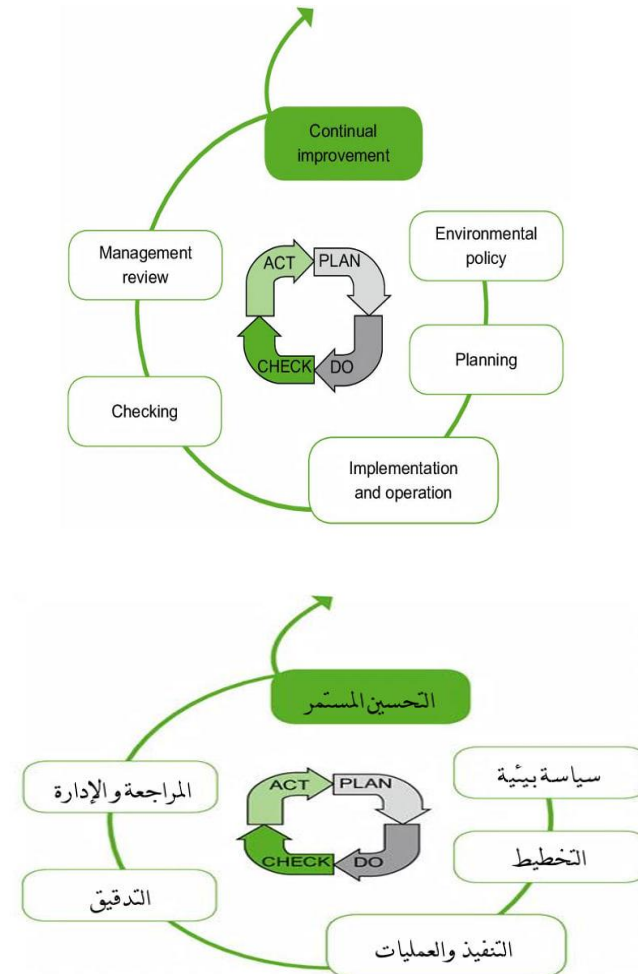 Continual
improvement
Management
review
Environmental
policy
ACT
PLAN
CHECK
DO
Checking
Planning
Implementation
and operation
التحسين المستمر
المراجعة والإدارة
سياسة بيئية
ACT
PLAN
CHECK
DO
التدقيق
التخطيط
التنفيذ والعمليات